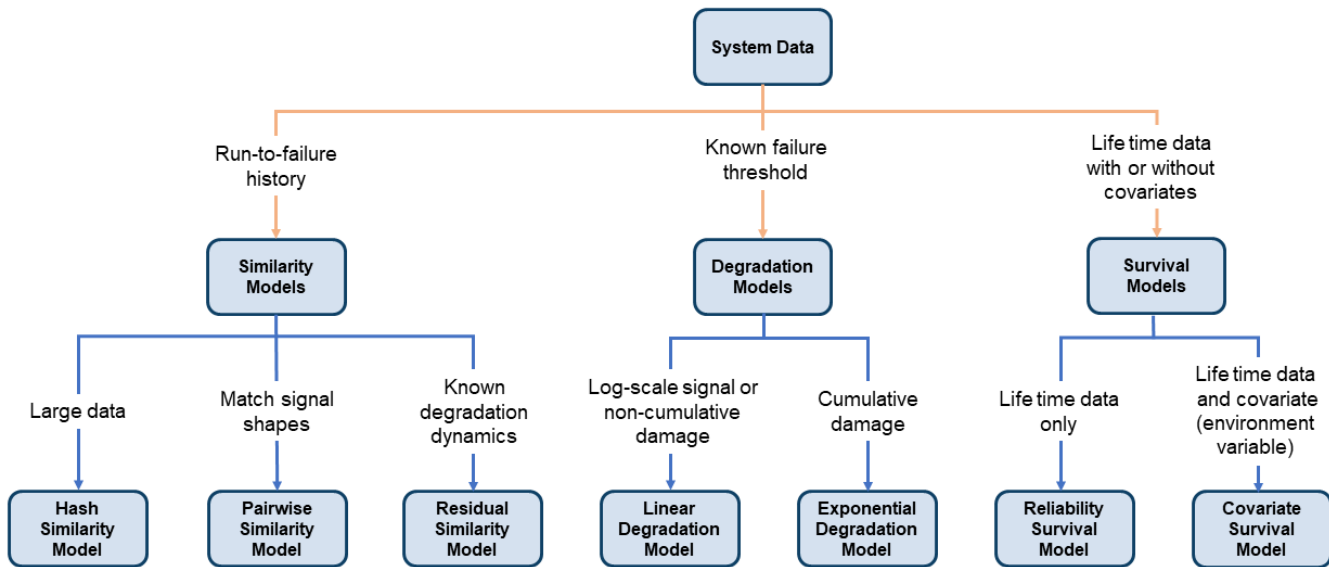 System Data
Run-to-failure
history
Known failure
threshold
Life time data
with or without
covariates
Similarity
Models
Degradation
Models
Survival
Models
Large data
Match signal
shapes
Known
degradation
dynamics
Log-scale signal or
non-cumulative
damage
Cumulative
damage
Life time data
only
Life time data
and covariate
(environment
variable)
Hash
Similarity
Model
Pairwise
Similarity
Model
Residual
Similarity
Model
Linear
Degradation
Model
Exponential
Degradation
Model
Reliability
Survival
Model
Covariate
Survival
Model